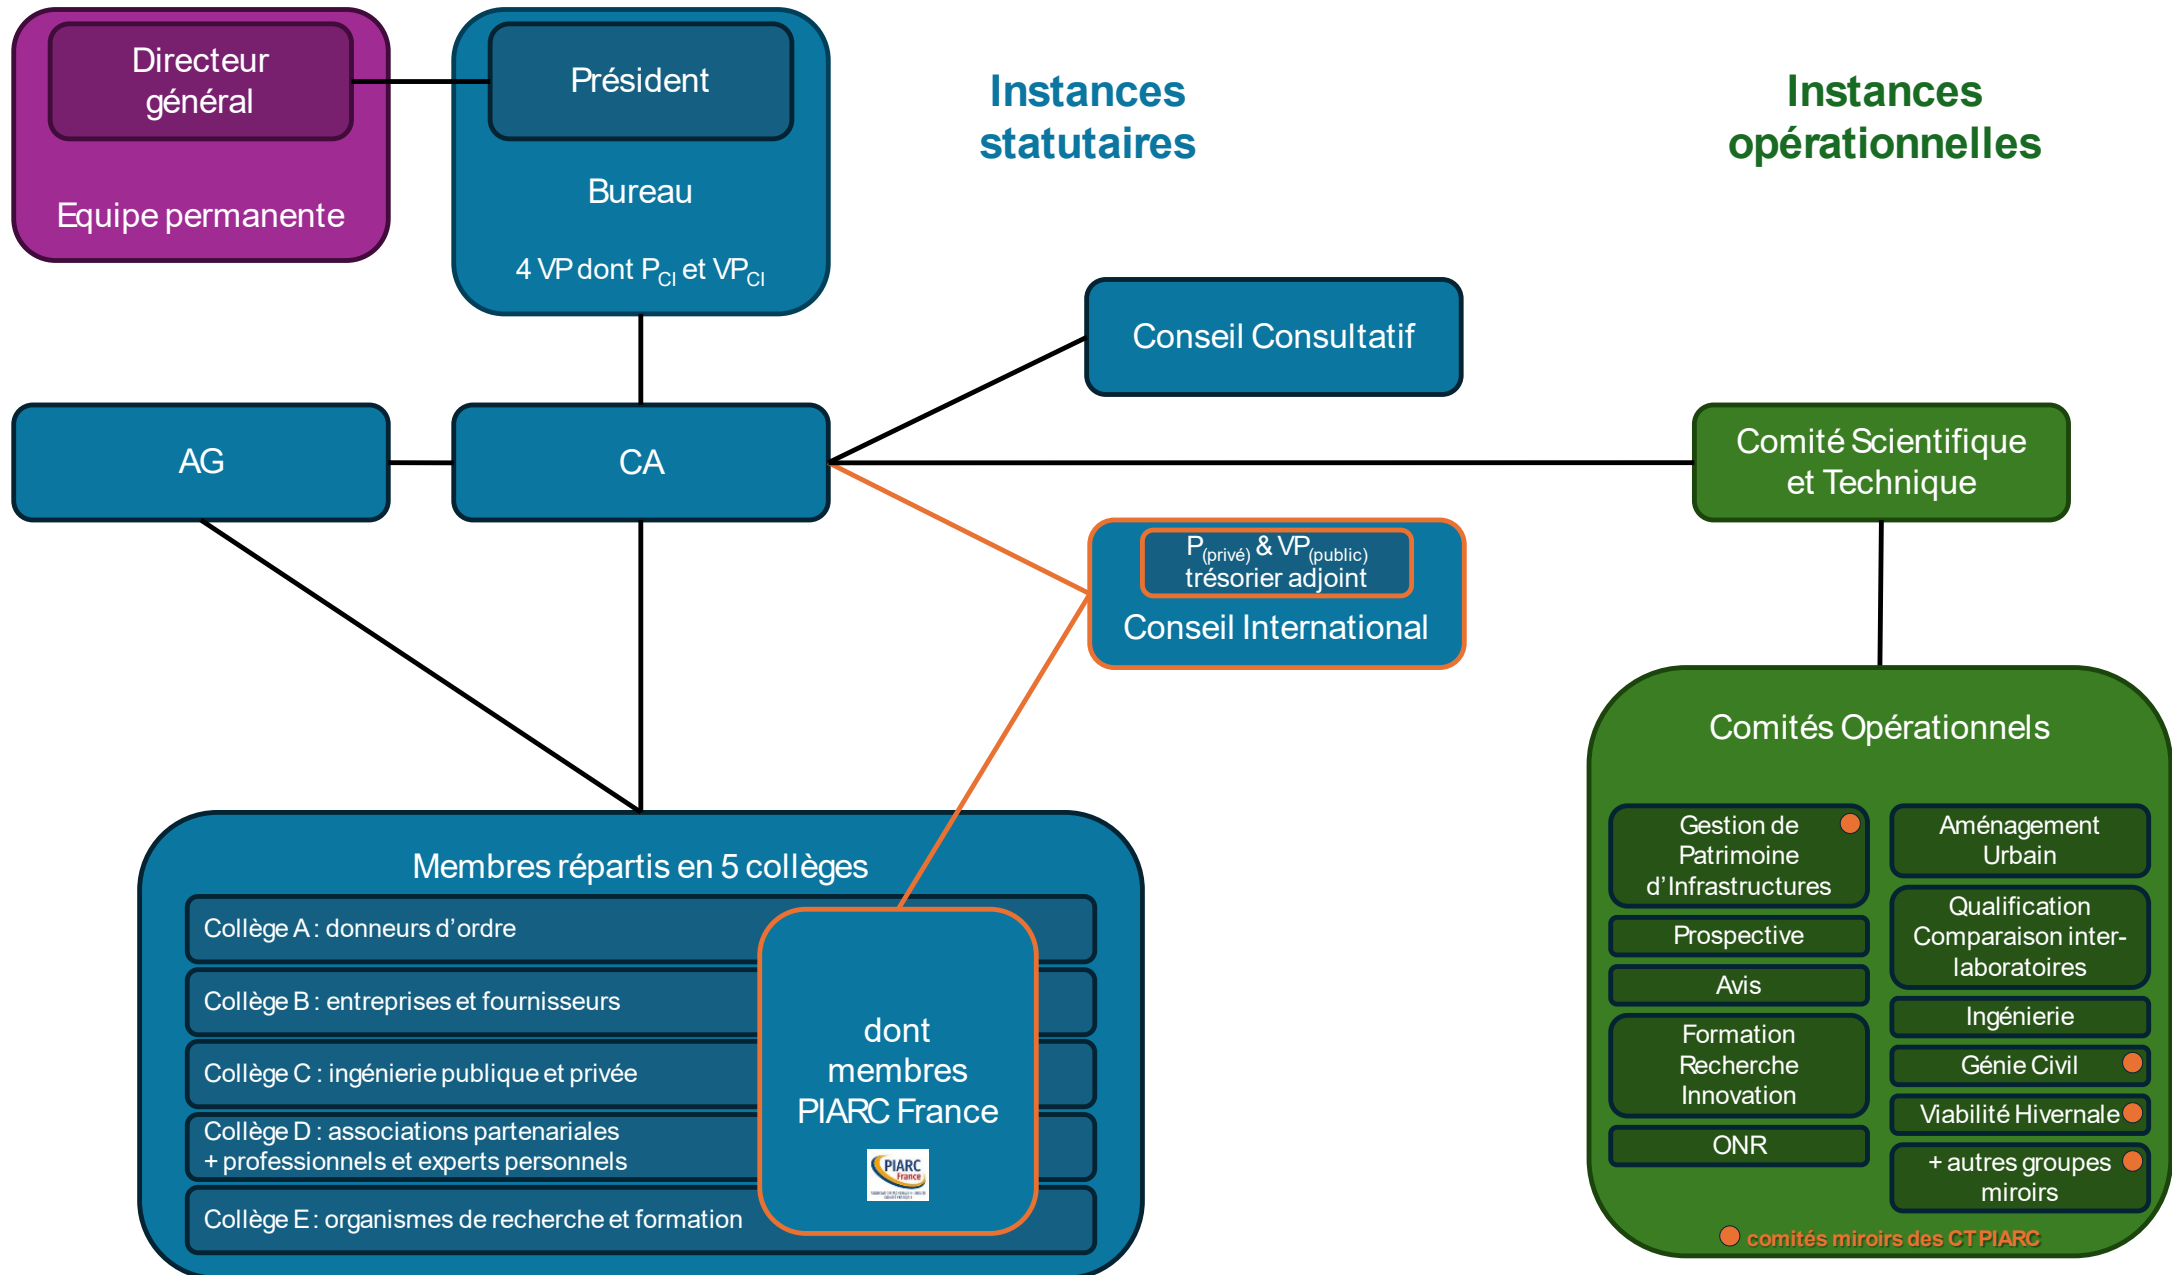 Directeur
général
Equipe permanente
Président
Bureau
4 VP dont PCI et VPCI
Instances
statutaires
Instances
opérationnelles
Conseil Consultatif
AG
CA
Comité Scientifique
et Technique
P(privé) & VP(public)
trésorier adjoint
Conseil International
Membres répartis en 5 collèges
Collège A : donneurs d’ordre
Collège B : entreprises et fournisseurs
Collège C : ingénierie publique et privée
Collège D : associations partenariales
+ professionnels et experts personnels
Collège E : organismes de recherche et formation
dont
membres
PIARC France
PIARC
France
Comités Opérationnels
Gestion de
Patrimoine
d’Infrastructures
Prospective
Avis
Formation
Recherche
Innovation
ONR
Aménagement
Urbain
Qualification
Comparaison inter-
laboratoires
Ingénierie
Génie Civil
Viabilité Hivernale
+ autres groupes
miroirs
comités miroirs des CT PIARC